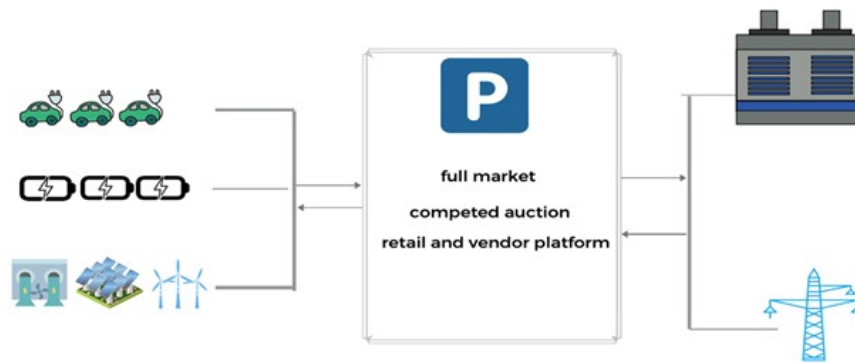 P
full market
competed auction
retail and vendor platform